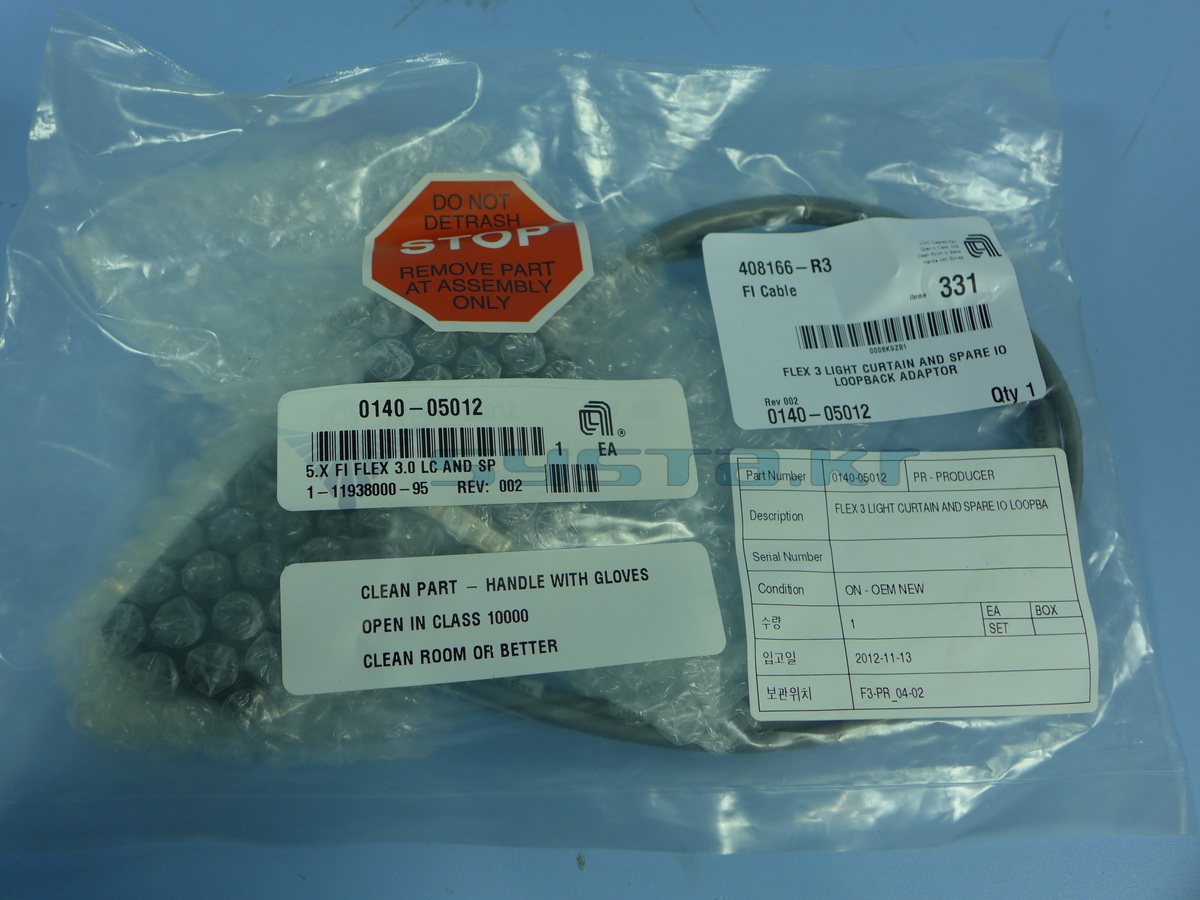 DO NOT
DETRASH
STOP
REMOVE PART
AT ASSEMBLY
ONLY
408166-R3
FI Cable
Item# 331
0008K9ZB1
FLEX 3 LIGHT CURTAIN AND SPARE IO
LOOPBACK ADAPTOR
Rev 002
Qty 1
0140-05012
0140-05012
®
1 EA
5.X FI FLEX 3.0 LC AND SP
1-11938000-95 REV: 002
CLEAN PART - HANDLE WITH GLOVES
OPEN IN CLASS 10000
CLEAN ROOM OR BETTER
Part Number 0140-05012 PR - PRODUCER
Description FLEX 3 LIGHT CURTAIN AND SPARE IO LOOPBA
Serial Number
Condition ON - OEM NEW
수량 1 EA BOX
SET
입고일 2012-11-13
보관위치 F3-PR_04-02
systa.kr